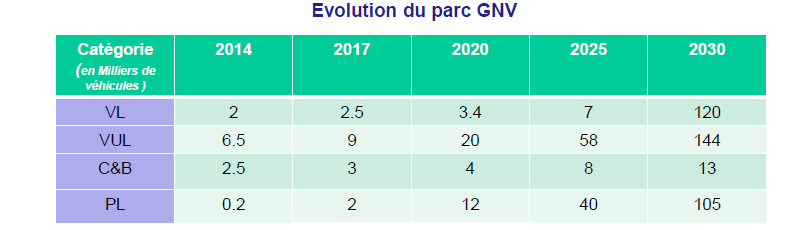 Evolution du parc GNV
Catégorie 2014 2017 2020 2025 2030
(en Milliers de
véhicules )
VL 2 2.5 3.4 7 120
VUL 6.5 9 20 58 144
C&B 2.5 3 4 8 13
PL 0.2 2 12 40 105